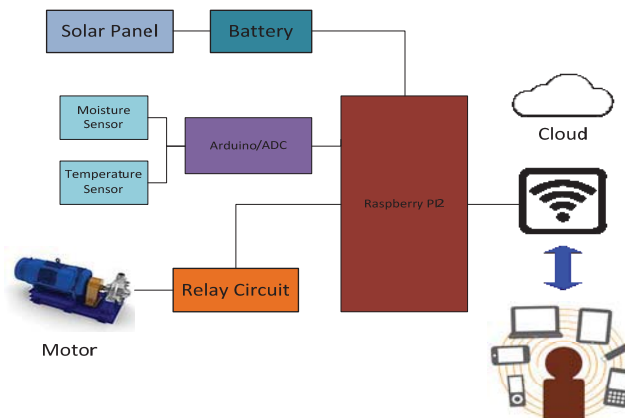 Solar Panel
Battery
Moisture
Sensor
Arduino/ADC
Temperature
Sensor
Raspberry PI2
Cloud
Relay Circuit
Motor